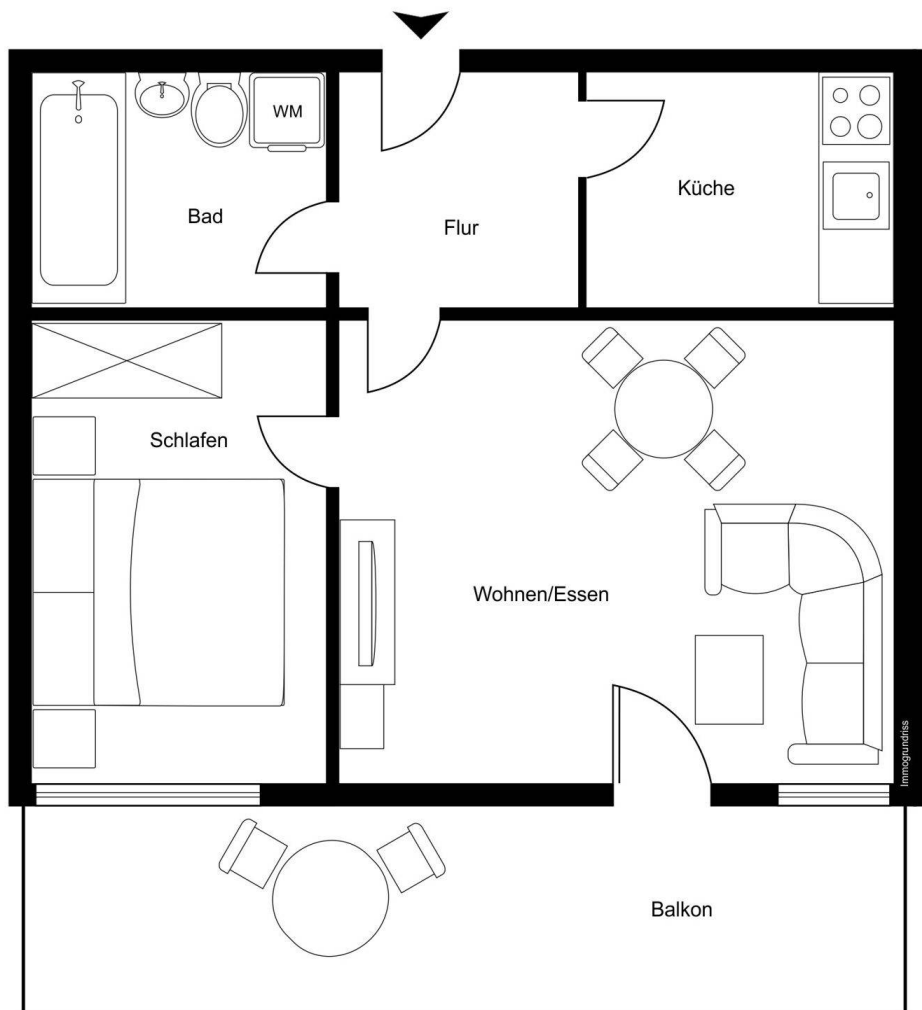 WM
Bad
Flur
Küche
Schlafen
Wohnen/Essen
Immogrundriss
Balkon